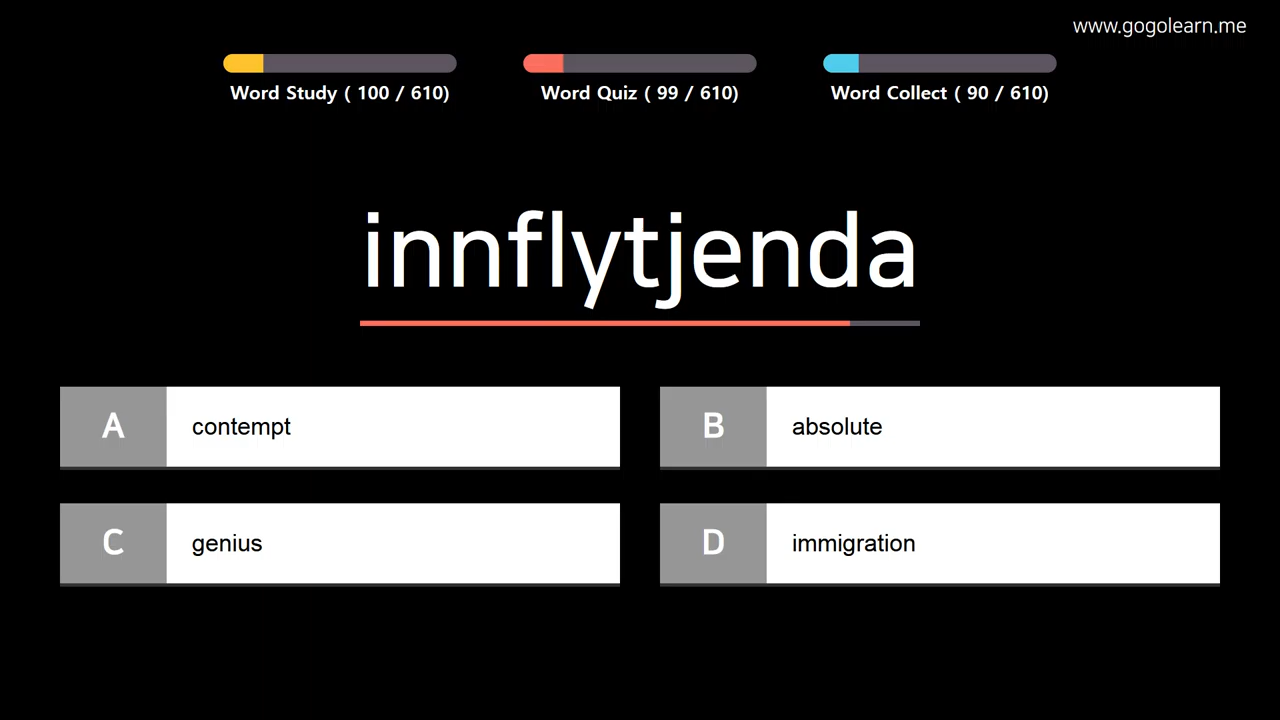 www.gogolearn.me
Word Study ( 100 / 610)
Word Quiz ( 99 / 610)
Word Collect ( 90 / 610)
innflytjenda
A contempt
B absolute
C genius
D immigration